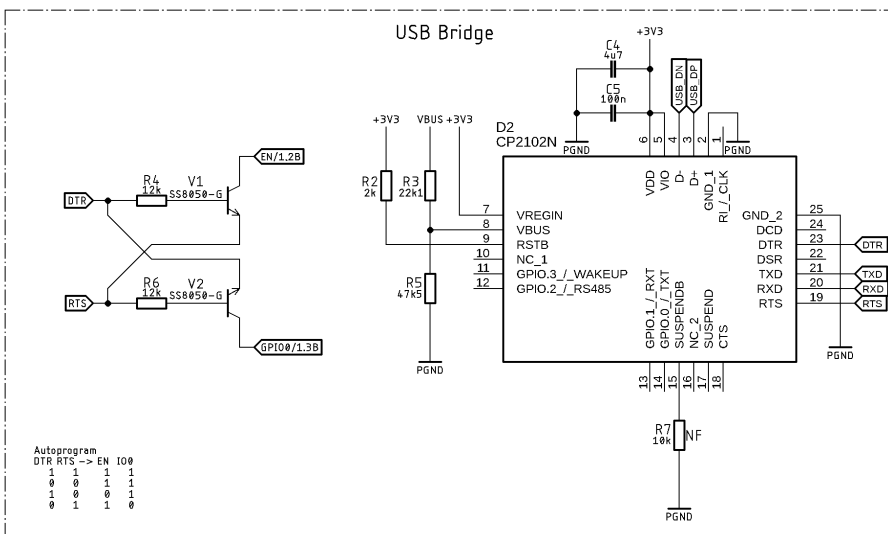 USB Bridge
+3V3
C4
4u7
C5
100n
PGND
USB_DN
USB_DP
PGND
D2
CP2102N
6
5
4
3
2
1
VDD
VIO
D-
D+
GND_1
RI_/_CLK
+3V3
VBUS
+3V3
R2
2k
R3
22k1
R5
47k5
PGND
7
VREGIN
8
VBUS
9
RSTB
10
NC_1
11
GPIO.3_/_WAKEUP
12
GPIO.2_/_RS485
GND_2
25
DCD
24
DTR
23
DTR
DSR
22
TXD
21
TXD
RXD
20
RXD
RTS
19
RTS
PGND
GPIO.1_/_RXT
GPIO.0_/_TXT
SUSPENDB
NC_2
SUSPEND
CTS
13
14
15
16
17
18
R7
10k
NF
PGND
EN/1.2B
DTR
R4
12k
V1
SS8050-G
RTS
R6
12k
V2
SS8050-G
GPIO0/1.3B
Autoprogram
DTR RTS -> EN IO0
1 1 1 1
0 0 1 1
1 0 0 1
0 1 1 0